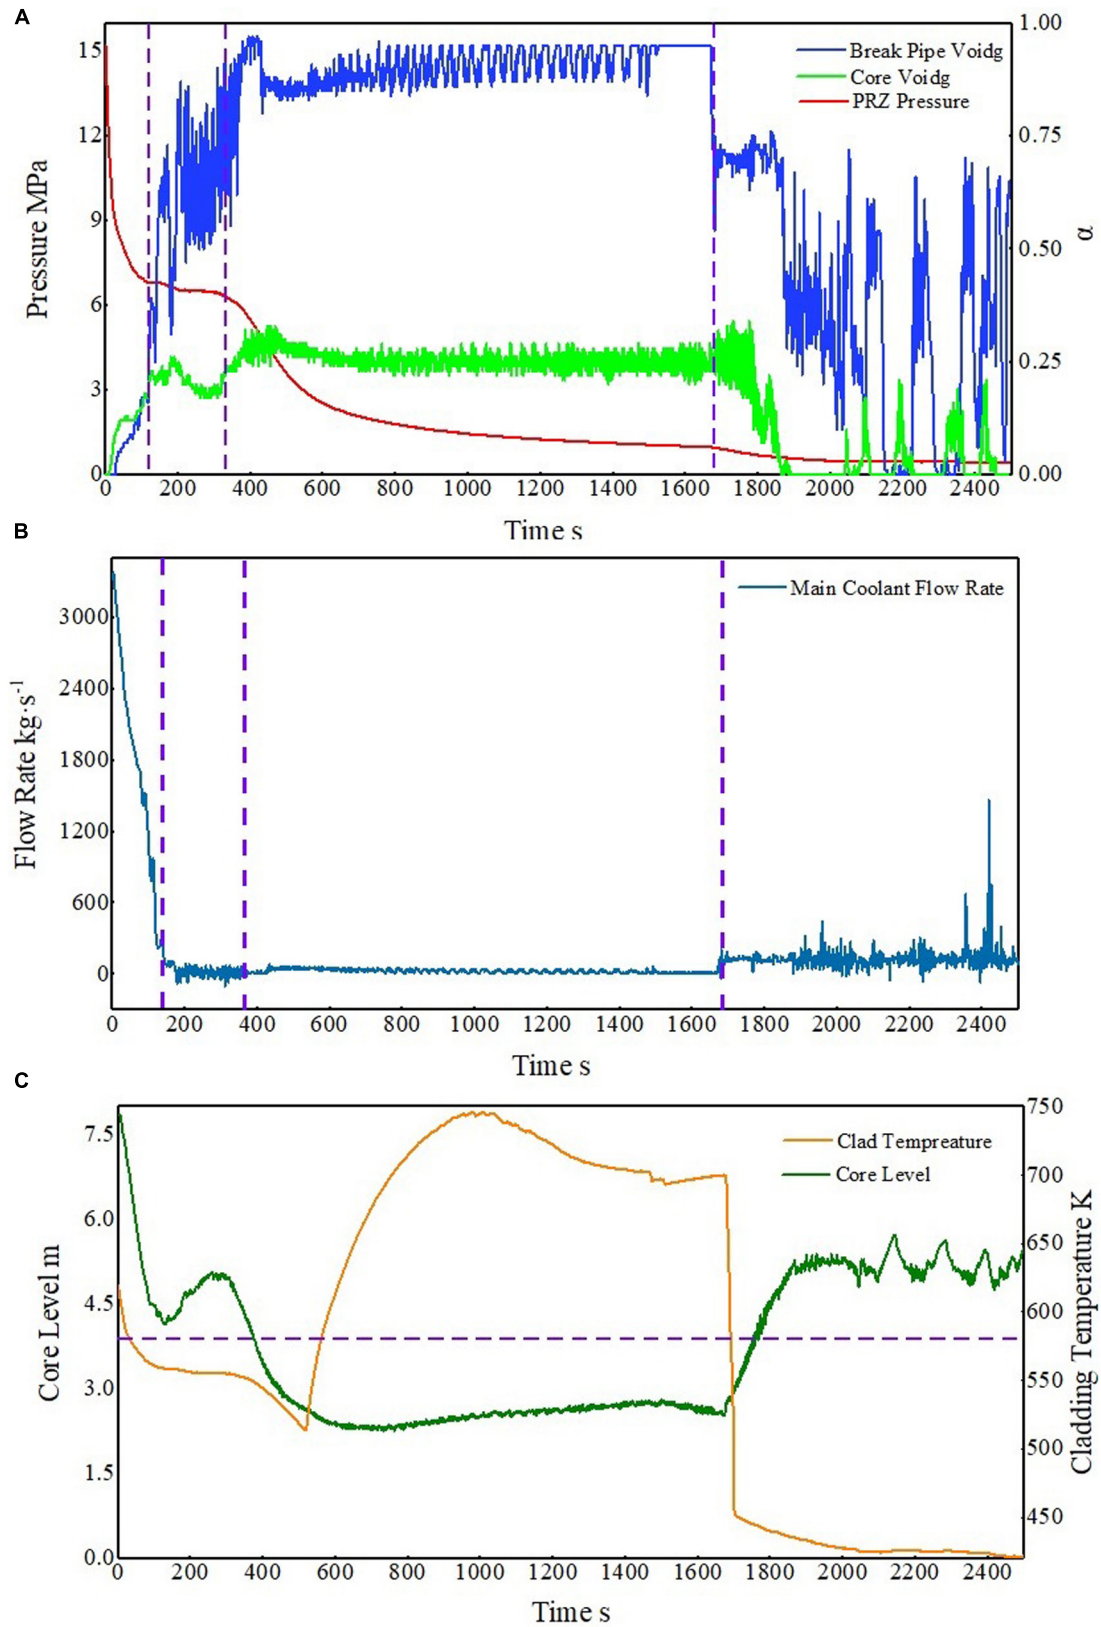 A
15
12
9
6
3
0
Pressure MPa
1.00
0.75
0.50
0.25
0.00
α
Break Pipe Voidg
Core Voidg
PRZ Pressure
0 200 400 600 800 1000 1200 1400 1600 1800 2000 2200 2400
Time s
B
3000
2400
1800
1200
600
0
Flow Rate kg·s⁻¹
Main Coolant Flow Rate
0 200 400 600 800 1000 1200 1400 1600 1800 2000 2200 2400
Time s
C
7.5
6.0
4.5
3.0
1.5
0.0
Core Level m
750
700
650
600
550
500
450
Cladding Temperature K
Clad Tempreature
Core Level
0 200 400 600 800 1000 1200 1400 1600 1800 2000 2200 2400
Time s